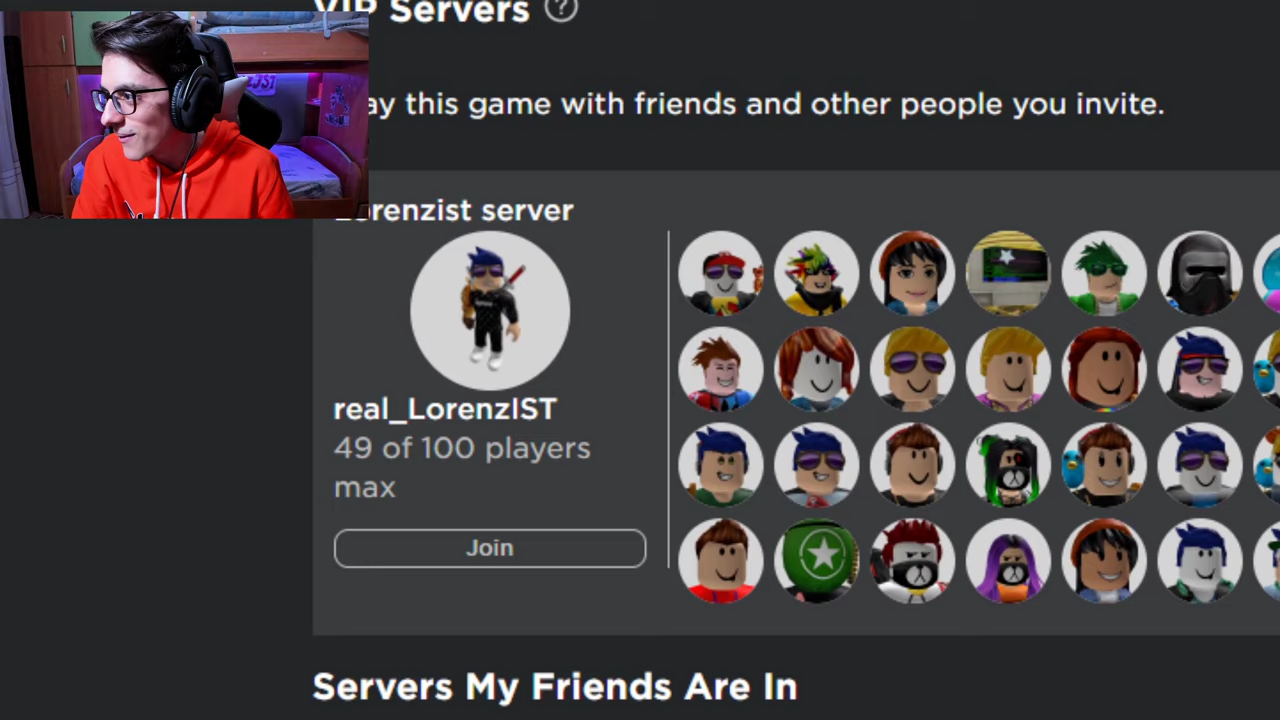 VIP Servers ?
ay this game with friends and other people you invite.
Lorenzist server
real_LorenzIST
49 of 100 players
max
Join
Servers My Friends Are In